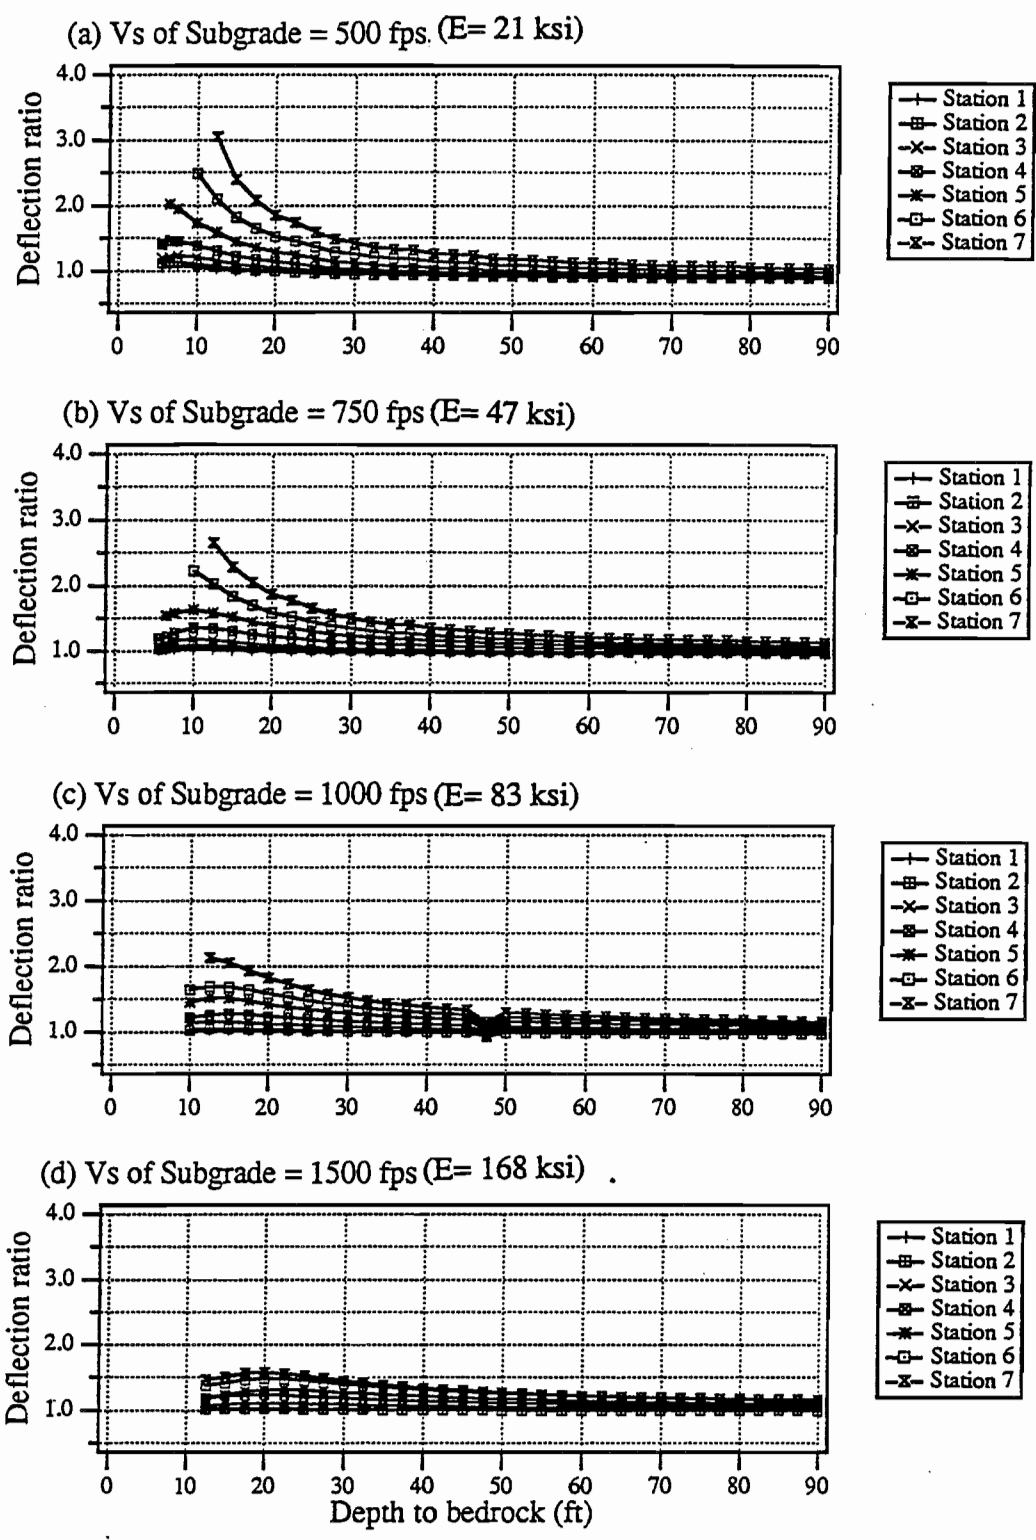 (a) Vs of Subgrade = 500 fps. (E= 21 ksi)
4.0
3.0
2.0
1.0
Deflection ratio
0 10 20 30 40 50 60 70 80 90
Station 1
Station 2
Station 3
Station 4
Station 5
Station 6
Station 7
(b) Vs of Subgrade = 750 fps (E= 47 ksi)
4.0
3.0
2.0
1.0
Deflection ratio
0 10 20 30 40 50 60 70 80 90
Station 1
Station 2
Station 3
Station 4
Station 5
Station 6
Station 7
(c) Vs of Subgrade = 1000 fps (E= 83 ksi)
4.0
3.0
2.0
1.0
Deflection ratio
0 10 20 30 40 50 60 70 80 90
Station 1
Station 2
Station 3
Station 4
Station 5
Station 6
Station 7
(d) Vs of Subgrade = 1500 fps (E= 168 ksi)
4.0
3.0
2.0
1.0
Deflection ratio
0 10 20 30 40 50 60 70 80 90
Depth to bedrock (ft)
Station 1
Station 2
Station 3
Station 4
Station 5
Station 6
Station 7